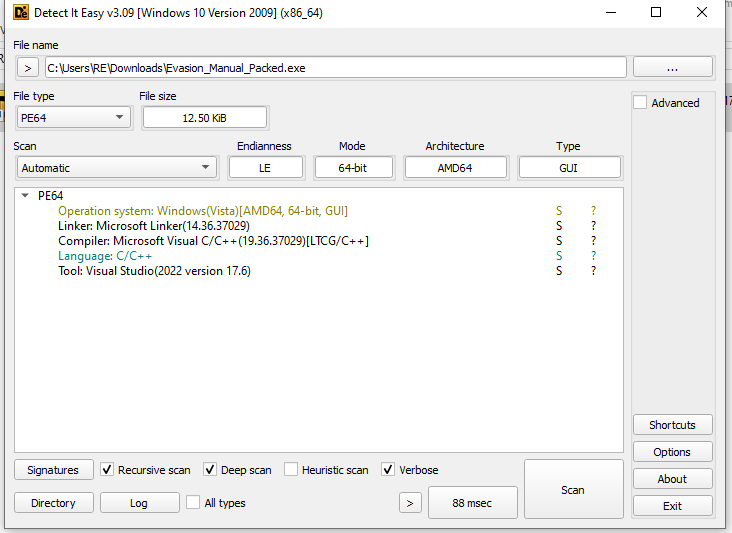 Detect It Easy v3.09 [Windows 10 Version 2009] (x86_64)
File name
> C:\Users\RE\Downloads\Evasion_Manual_Packed.exe ...
File type File size
PE64 12.50 KiB Advanced
Scan Endianness Mode Architecture Type
Automatic LE 64-bit AMD64 GUI
PE64
Operation system: Windows(Vista)[AMD64, 64-bit, GUI] S ?
Linker: Microsoft Linker(14.36.37029) S ?
Compiler: Microsoft Visual C/C++(19.36.37029)[LTCG/C++] S ?
Language: C/C++ S ?
Tool: Visual Studio(2022 version 17.6) S ?
Shortcuts
Options
Signatures Recursive scan Deep scan Heuristic scan Verbose Scan About
Directory Log All types > 88 msec Exit